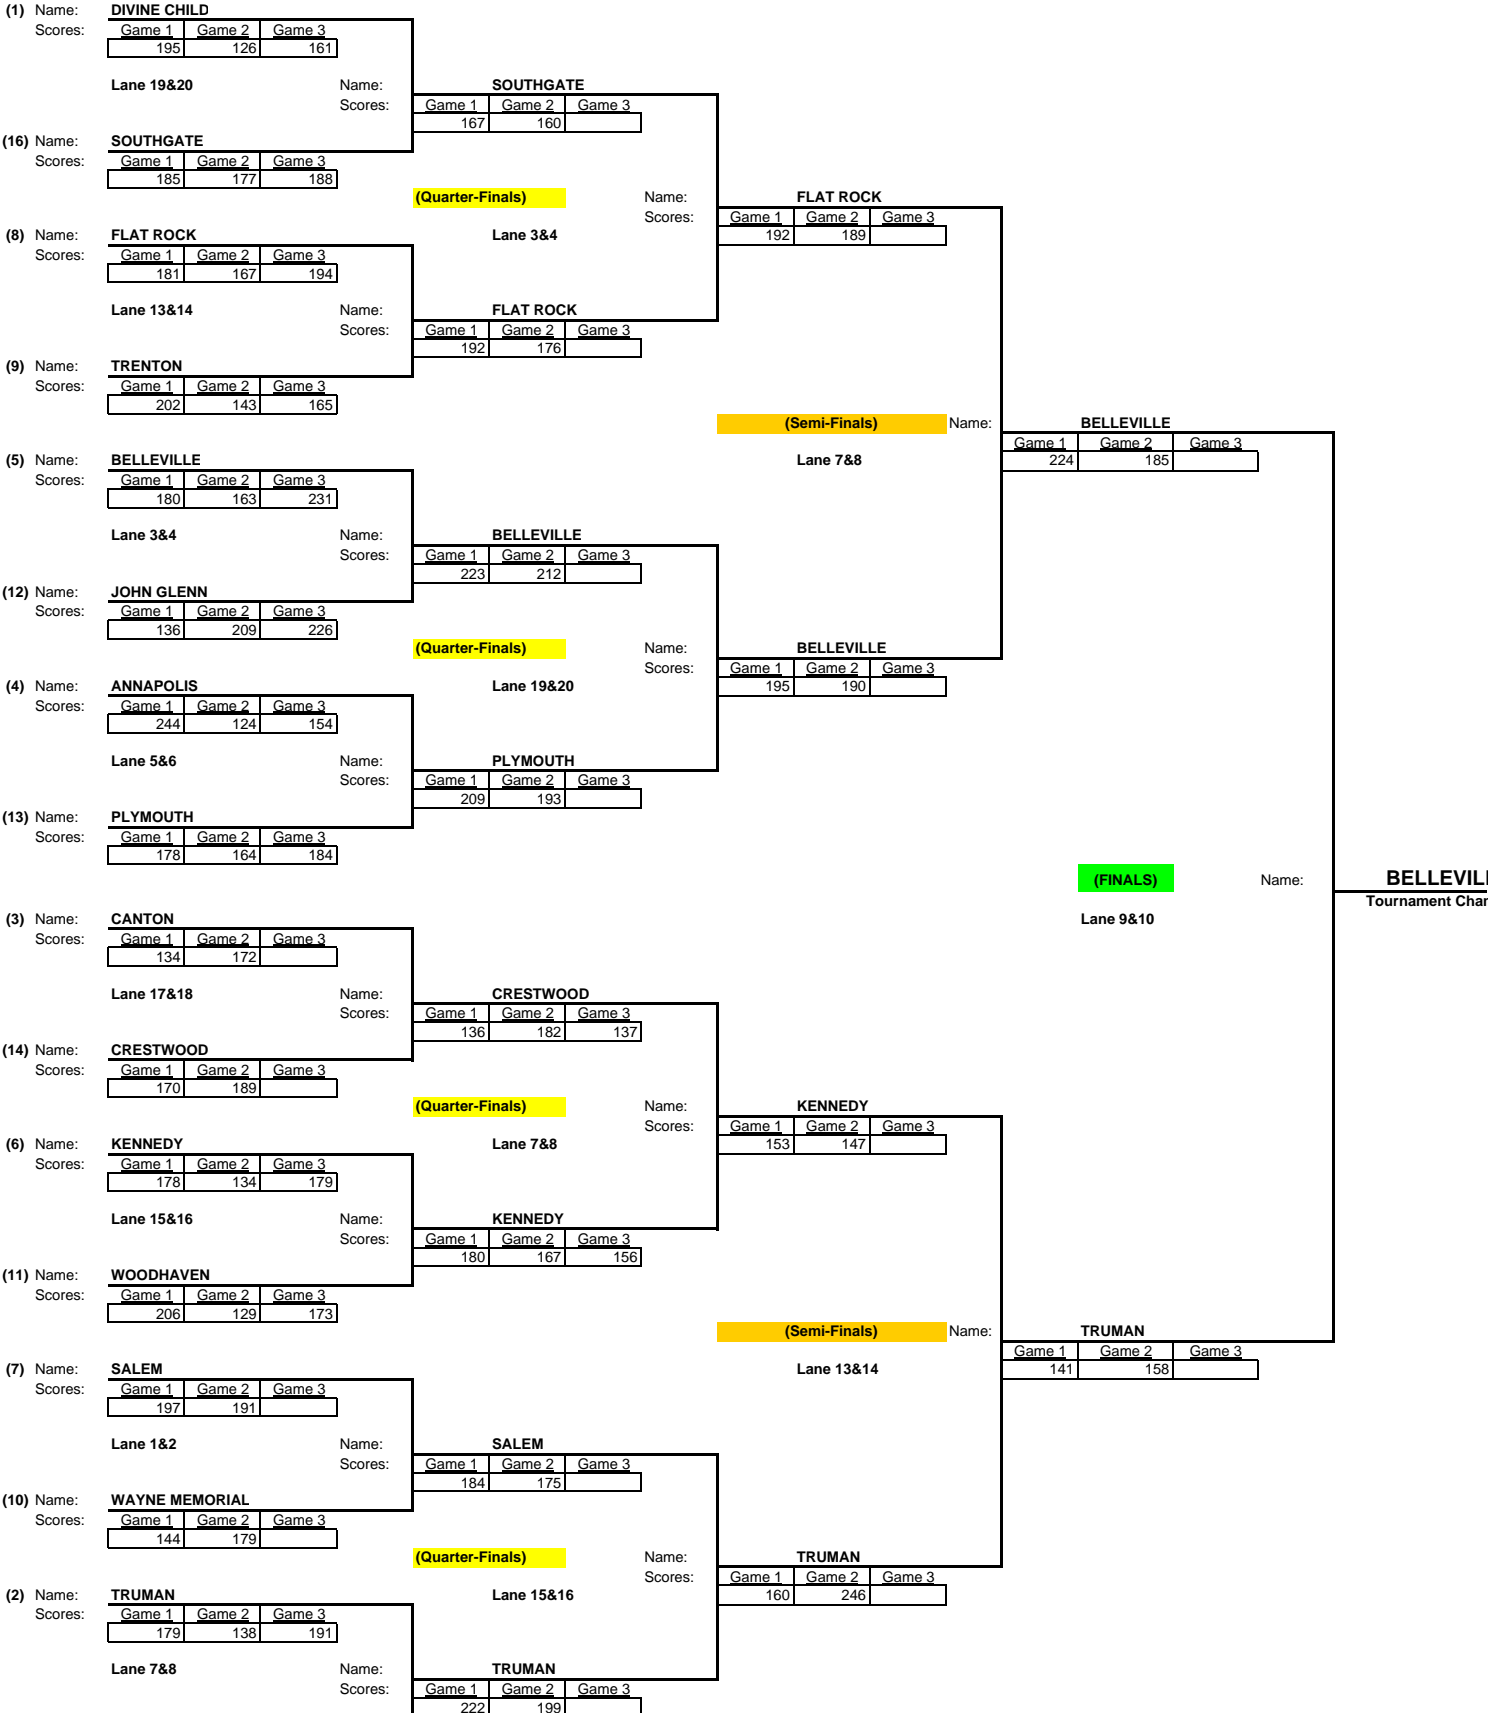 (1) Name: DIVINE CHILD
Scores: Game 1 Game 2 Game 3
195 126 161
Lane 19&20 Name: SOUTHGATE
Scores: Game 1 Game 2 Game 3
167 160
(16) Name: SOUTHGATE
Scores: Game 1 Game 2 Game 3
185 177 188
(Quarter-Finals) Name: FLAT ROCK
Scores: Game 1 Game 2 Game 3
(8) Name: FLAT ROCK Lane 3&4 192 189
Scores: Game 1 Game 2 Game 3
181 167 194
Lane 13&14 Name: FLAT ROCK
Scores: Game 1 Game 2 Game 3
192 176
(9) Name: TRENTON
Scores: Game 1 Game 2 Game 3
202 143 165
(Semi-Finals) Name: BELLEVILLE
Game 1 Game 2 Game 3
(5) Name: BELLEVILLE Lane 7&8 224 185
Scores: Game 1 Game 2 Game 3
180 163 231
Lane 3&4 Name: BELLEVILLE
Scores: Game 1 Game 2 Game 3
223 212
(12) Name: JOHN GLENN
Scores: Game 1 Game 2 Game 3
136 209 226
(Quarter-Finals) Name: BELLEVILLE
Scores: Game 1 Game 2 Game 3
(4) Name: ANNAPOLIS Lane 19&20 195 190
Scores: Game 1 Game 2 Game 3
244 124 154
Lane 5&6 Name: PLYMOUTH
Scores: Game 1 Game 2 Game 3
209 193
(13) Name: PLYMOUTH
Scores: Game 1 Game 2 Game 3
178 164 184
(FINALS) Name: BELLEVILL
Tournament Char
(3) Name: CANTON Lane 9&10
Scores: Game 1 Game 2 Game 3
134 172
Lane 17&18 Name: CRESTWOOD
Scores: Game 1 Game 2 Game 3
136 182 137
(14) Name: CRESTWOOD
Scores: Game 1 Game 2 Game 3
170 189
(Quarter-Finals) Name: KENNEDY
Scores: Game 1 Game 2 Game 3
(6) Name: KENNEDY Lane 7&8 153 147
Scores: Game 1 Game 2 Game 3
178 134 179
Lane 15&16 Name: KENNEDY
Scores: Game 1 Game 2 Game 3
180 167 156
(11) Name: WOODHAVEN
Scores: Game 1 Game 2 Game 3
206 129 173
(Semi-Finals) Name: TRUMAN
Game 1 Game 2 Game 3
(7) Name: SALEM Lane 13&14 141 158
Scores: Game 1 Game 2 Game 3
197 191
Lane 1&2 Name: SALEM
Scores: Game 1 Game 2 Game 3
184 175
(10) Name: WAYNE MEMORIAL
Scores: Game 1 Game 2 Game 3
144 179
(Quarter-Finals) Name: TRUMAN
Scores: Game 1 Game 2 Game 3
(2) Name: TRUMAN Lane 15&16 160 246
Scores: Game 1 Game 2 Game 3
179 138 191
Lane 7&8 Name: TRUMAN
Scores: Game 1 Game 2 Game 3
222 199